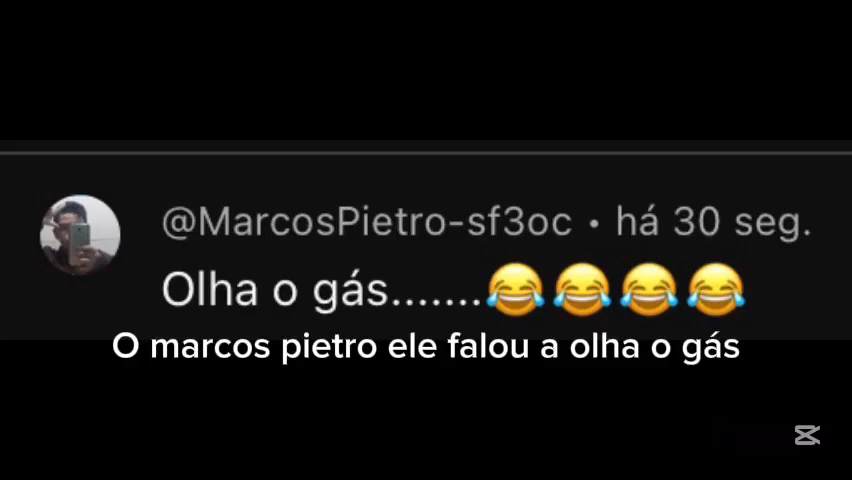 @MarcosPietro-sf3oc • há 30 seg.
Olha o gás.......😂😂😂😂
O marcos pietro ele falou a olha o gás